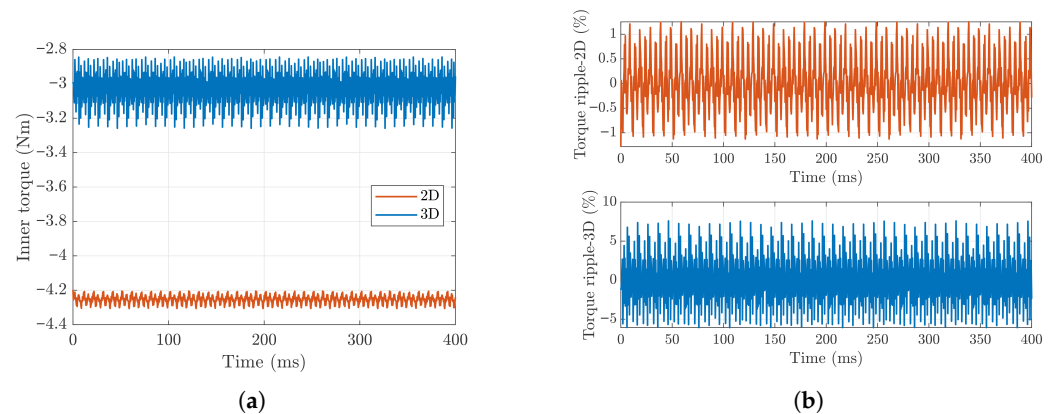 −2.8
−3
−3.2
−3.4
−3.6
−3.8
−4
−4.2
−4.4
Inner torque (Nm)
2D
3D
0 100 200 300 400
Time (ms)
(a)
1
0.5
0
−0.5
−1
Torque ripple-2D (%)
0 50 100 150 200 250 300 350 400
Time (ms)
10
5
0
−5
Torque ripple-3D (%)
0 50 100 150 200 250 300 350 400
Time (ms)
(b)